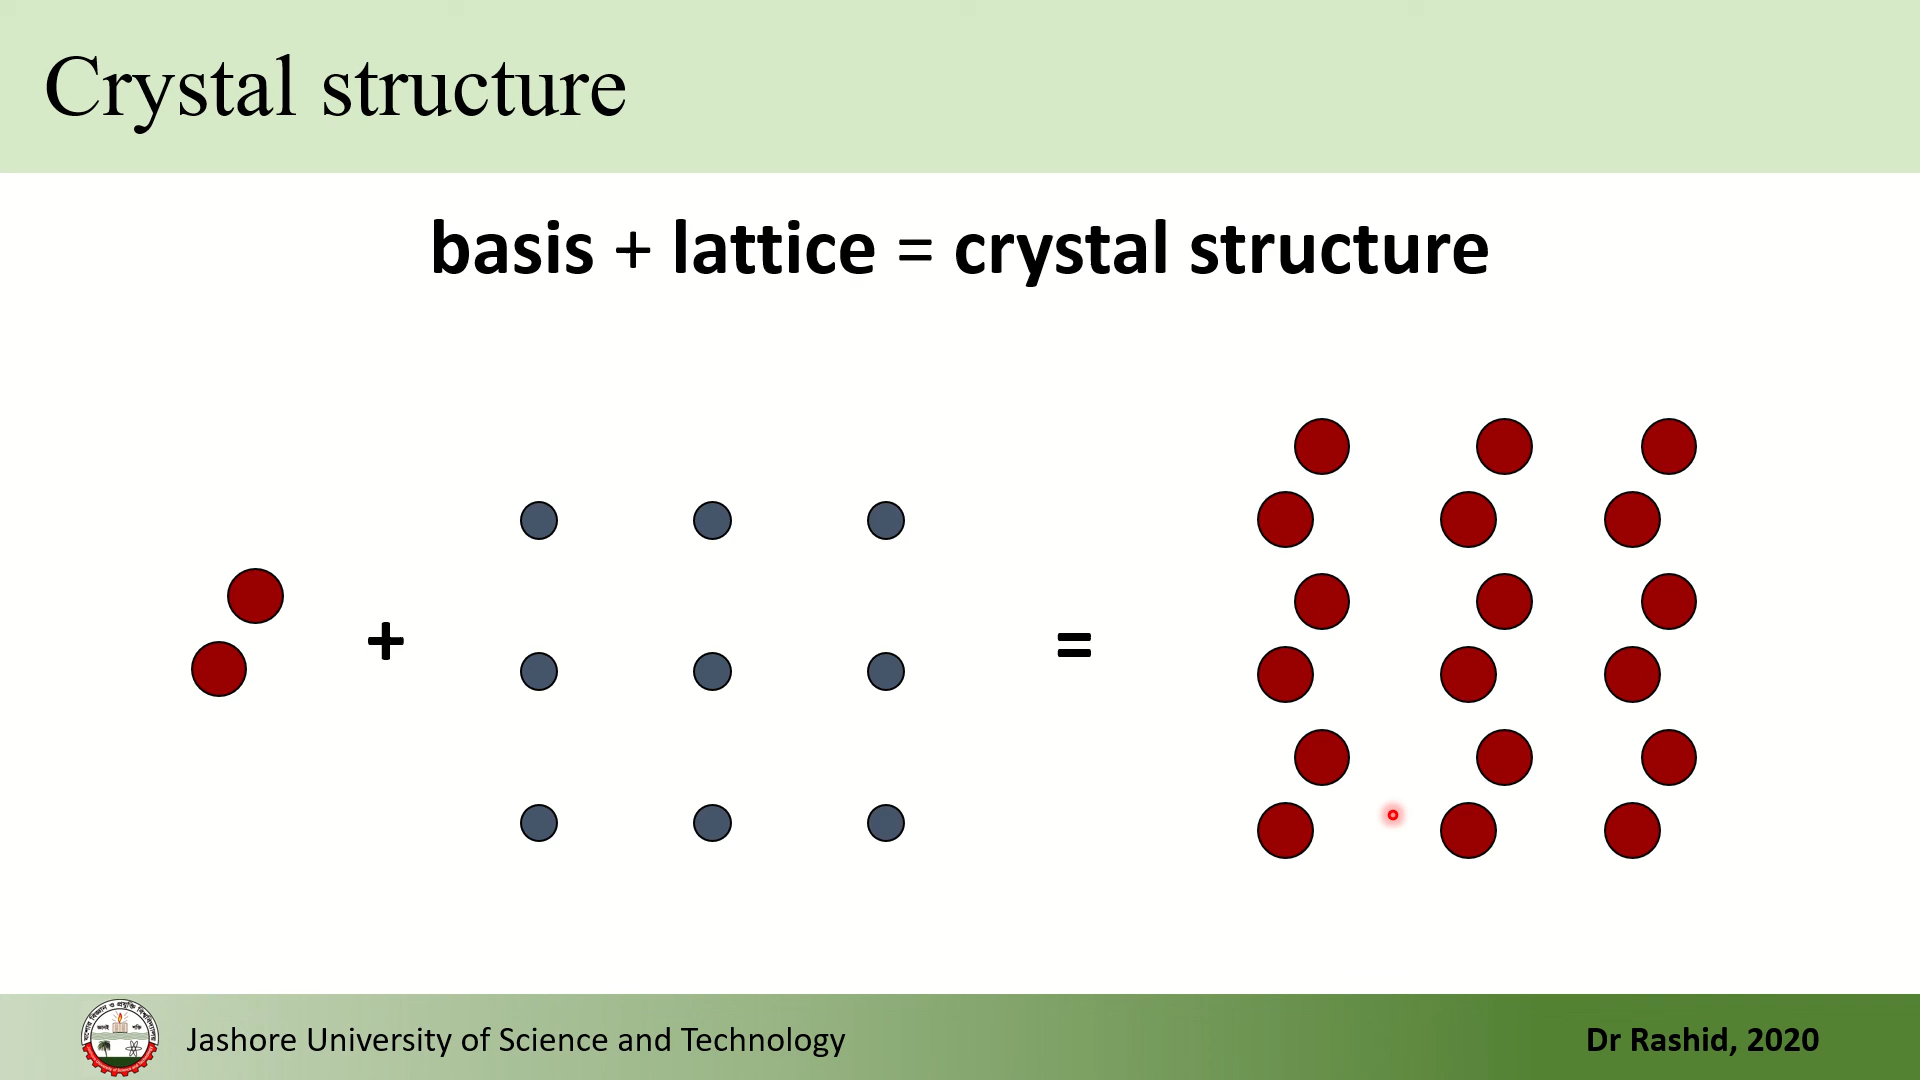 Crystal structure
basis + lattice = crystal structure
+
=
Jashore University of Science and Technology
Dr Rashid, 2020